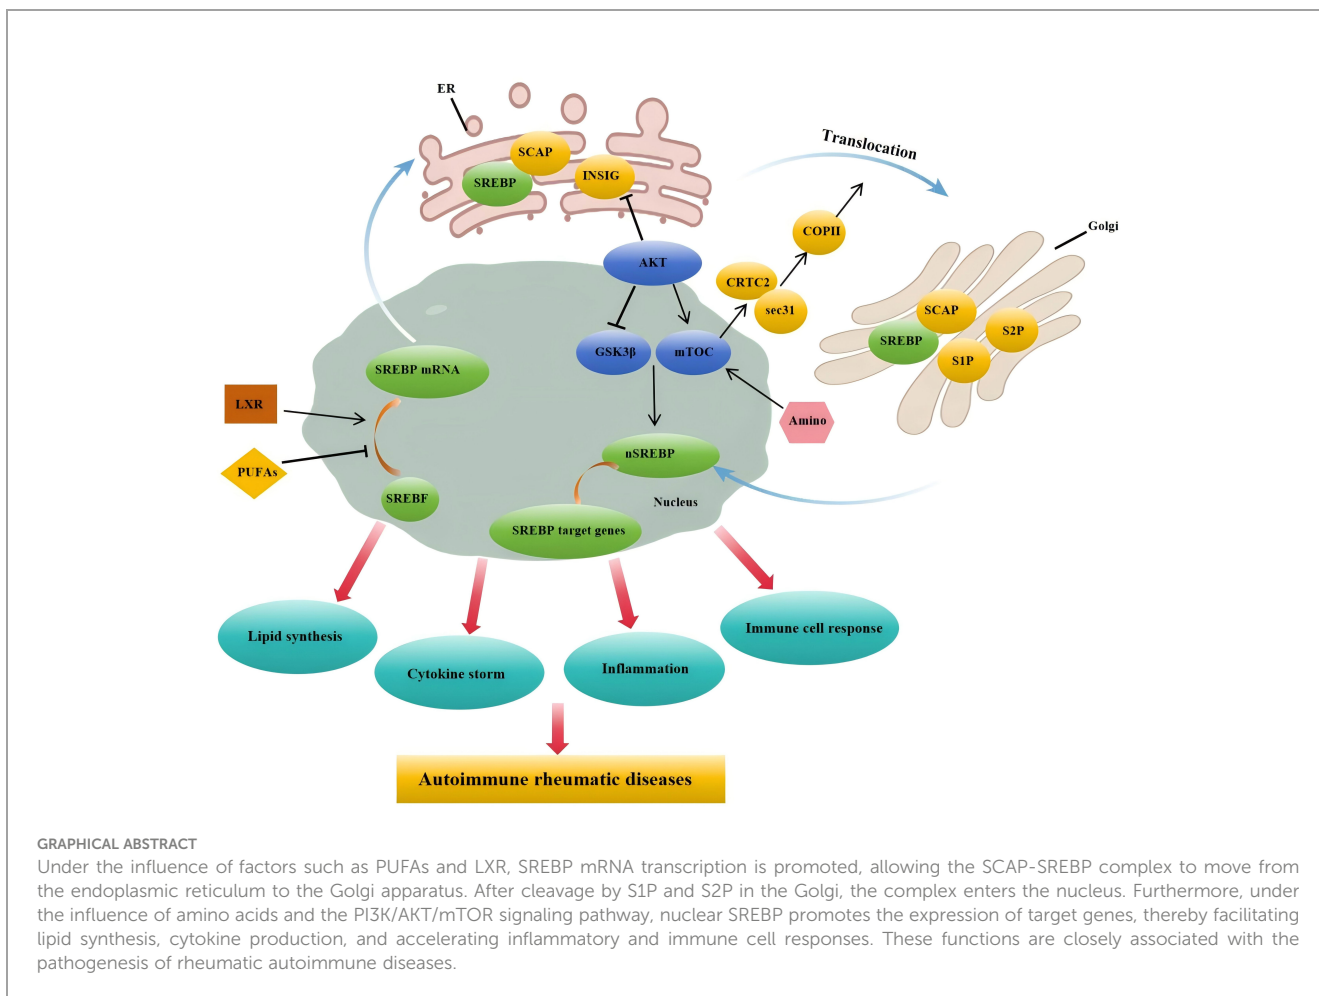 ER
SCAP
SREBP
INSIG
Translocation
COPII
Golgi
AKT
CRTC2
sec31
SCAP
S2P
SREBP
S1P
GSK3β
mTOC
SREBP mRNA
LXR
Amino
PUFAs
nSREBP
SREBF
Nucleus
SREBP target genes
Lipid synthesis
Cytokine storm
Inflammation
Immune cell response
Autoimmune rheumatic diseases
GRAPHICAL ABSTRACT
Under the influence of factors such as PUFAs and LXR, SREBP mRNA transcription is promoted, allowing the SCAP-SREBP complex to move from
the endoplasmic reticulum to the Golgi apparatus. After cleavage by S1P and S2P in the Golgi, the complex enters the nucleus. Furthermore, under
the influence of amino acids and the PI3K/AKT/mTOR signaling pathway, nuclear SREBP promotes the expression of target genes, thereby facilitating
lipid synthesis, cytokine production, and accelerating inflammatory and immune cell responses. These functions are closely associated with the
pathogenesis of rheumatic autoimmune diseases.